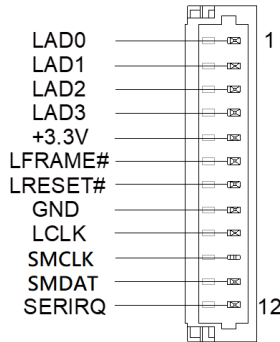 LAD0 1
LAD1
LAD2
LAD3
+3.3V
LFRAME#
LRESET#
GND
LCLK
SMCLK
SMDAT
SERIRQ 12